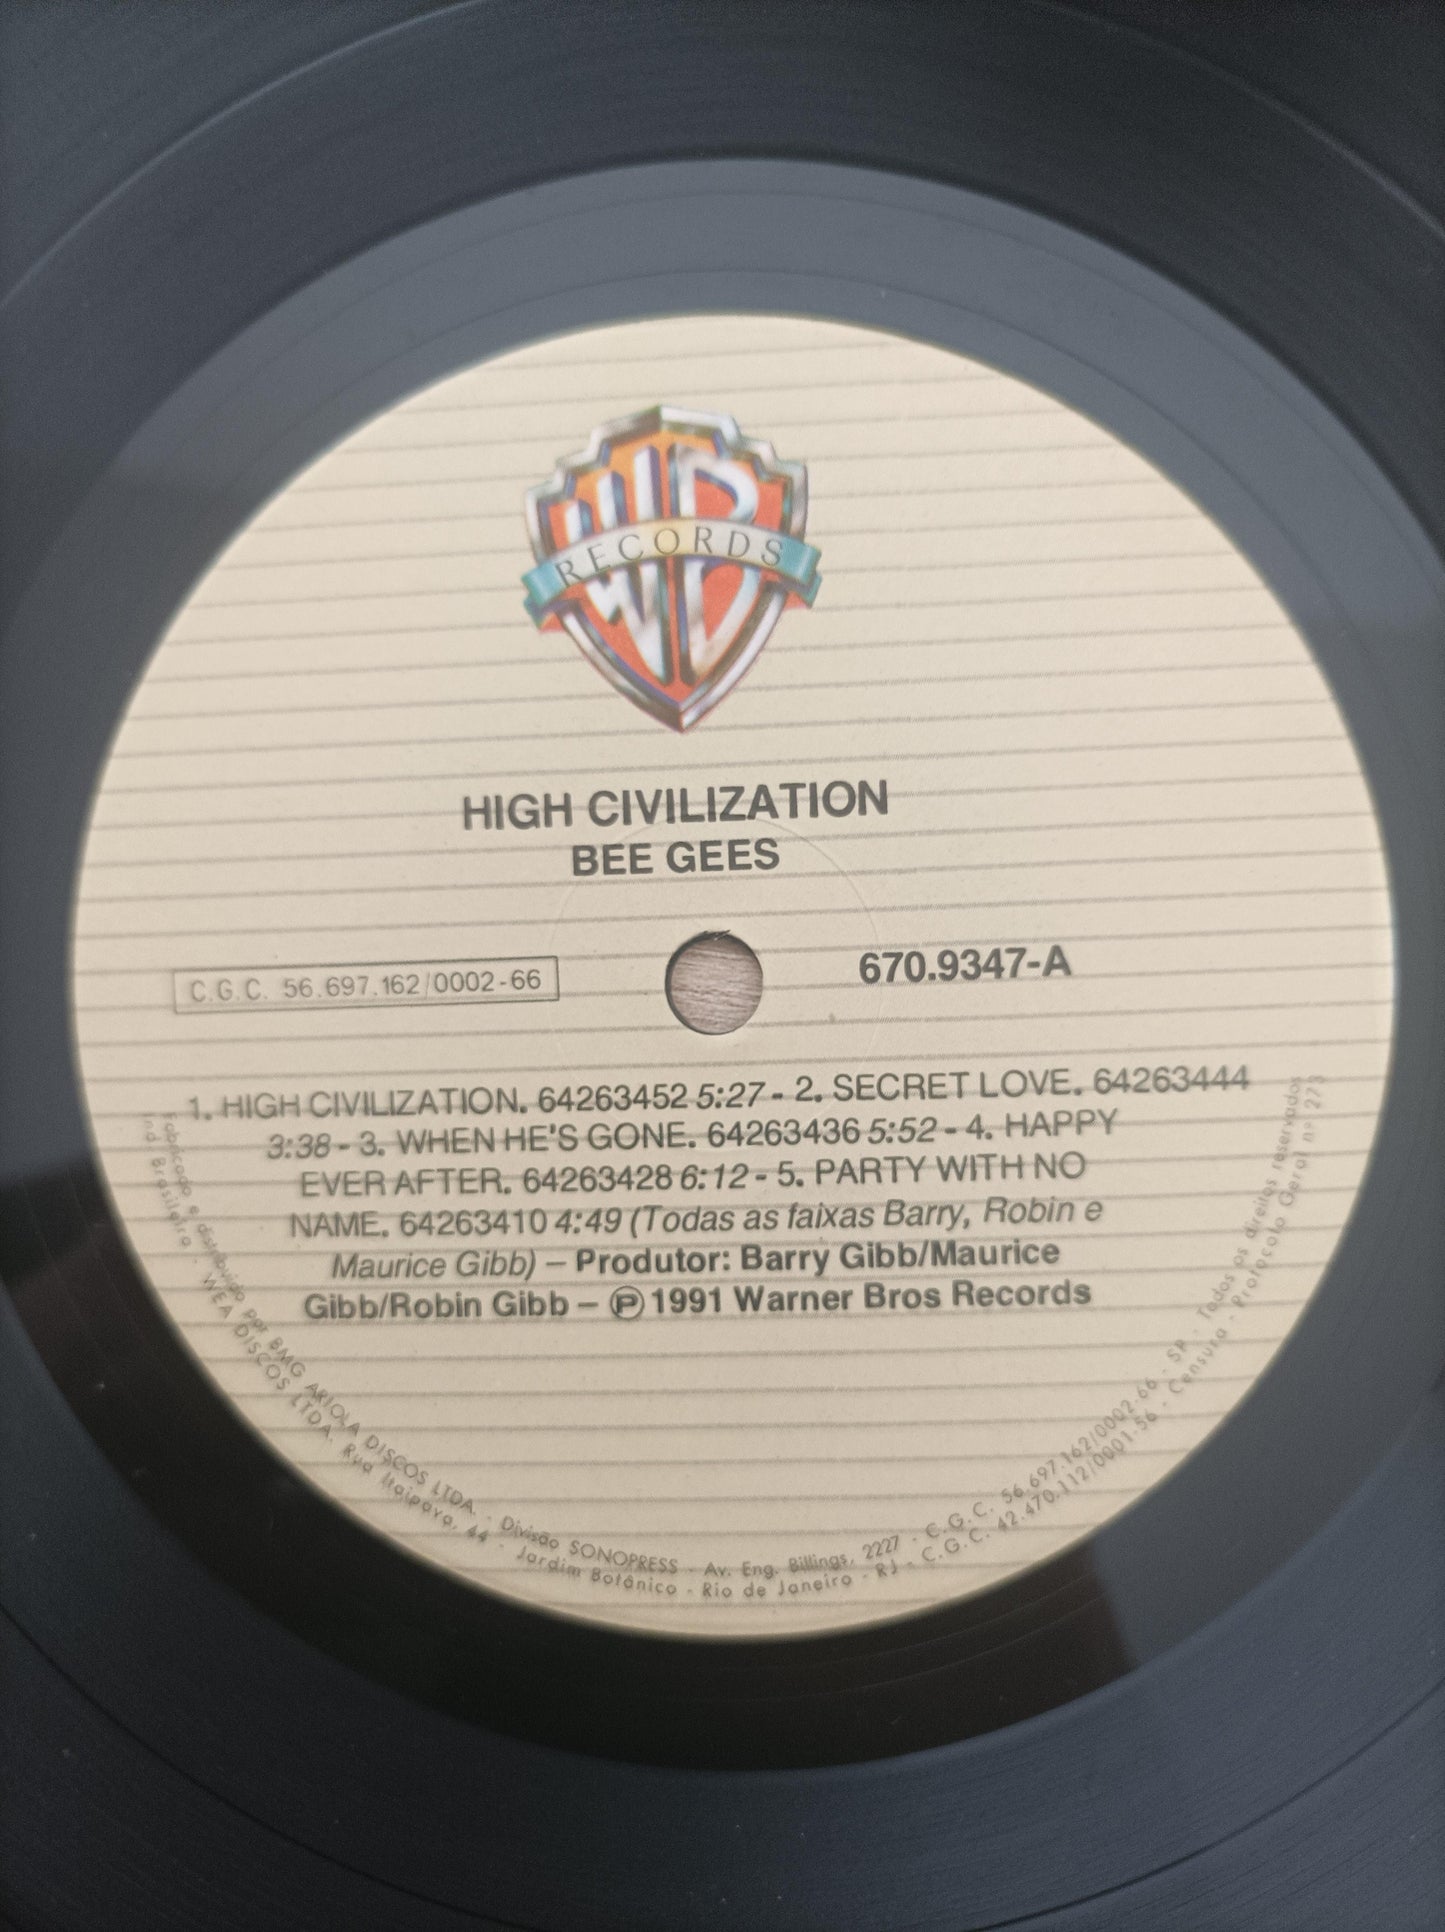 WB
RECORDS
HIGH CIVILIZATION
BEE GEES
C.G.C. 56.697.162/0002-66
670.9347-A
1. HIGH CIVILIZATION. 64263452 5:27 - 2. SECRET LOVE. 64263444
3:38 - 3. WHEN HE'S GONE. 64263436 5:52 - 4. HAPPY
EVER AFTER. 64263428 6:12 - 5. PARTY WITH NO
NAME. 64263410 4:49 (Todas as faixas Barry, Robin e
Maurice Gibb) – Produtor: Barry Gibb/Maurice
Gibb/Robin Gibb – ℗ 1991 Warner Bros Records
Fabricado e distribuído por BMG ARIOLA DISCOS LTDA. - Divisão SONOPRESS - Av. Eng. Billings, 2227 - C.G.C. 56.697.162/0002-66 - SP - Todos os direitos reservados
Ind. Brasileira - WEA DISCOS LTDA. Rua Itaipava, 44 - Jardim Botânico - Rio de Janeiro - RJ - C.G.C. 42.470.112/0001-56 - Censura - Protocolo Geral nº 273